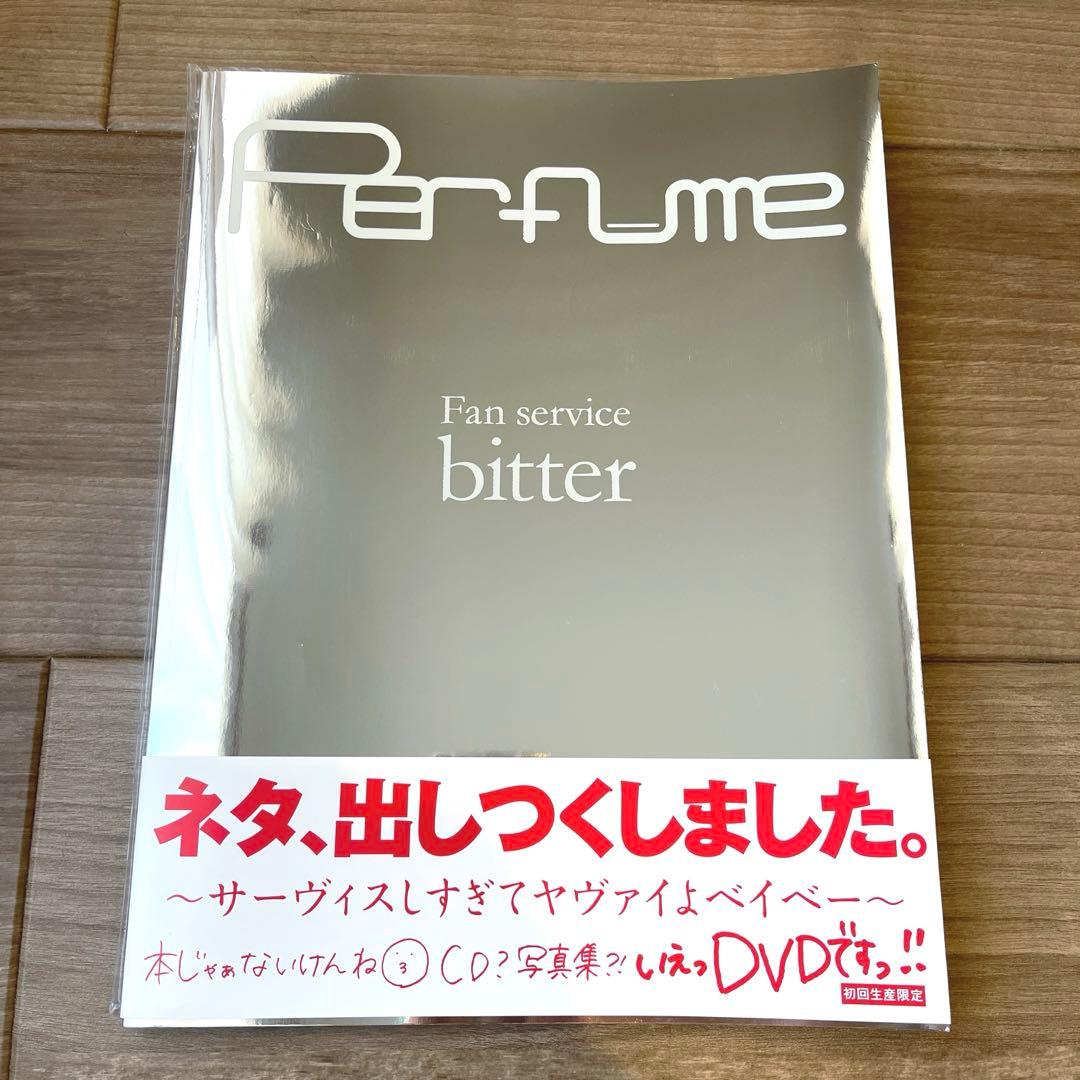 Perfume
Fan service
bitter
ネタ、出しつくしました。
～サーヴィスしすぎてヤヴァイよベイベー～
本じゃぁないけんね CD?写真集?! いえっDVDですっ!!
初回生産限定